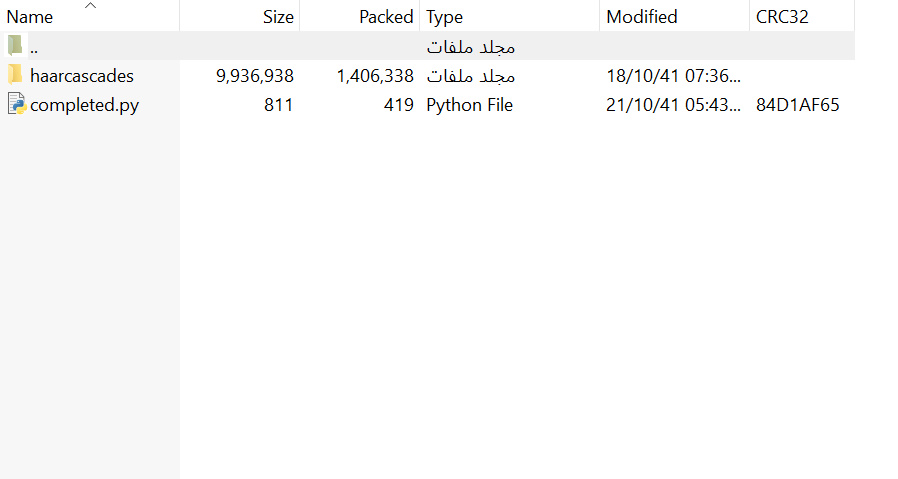 Name Size Packed Type Modified CRC32
.. مجلد ملفات
haarcascades 9,936,938 1,406,338 مجلد ملفات 18/10/41 07:36...
completed.py 811 419 Python File 21/10/41 05:43... 84D1AF65